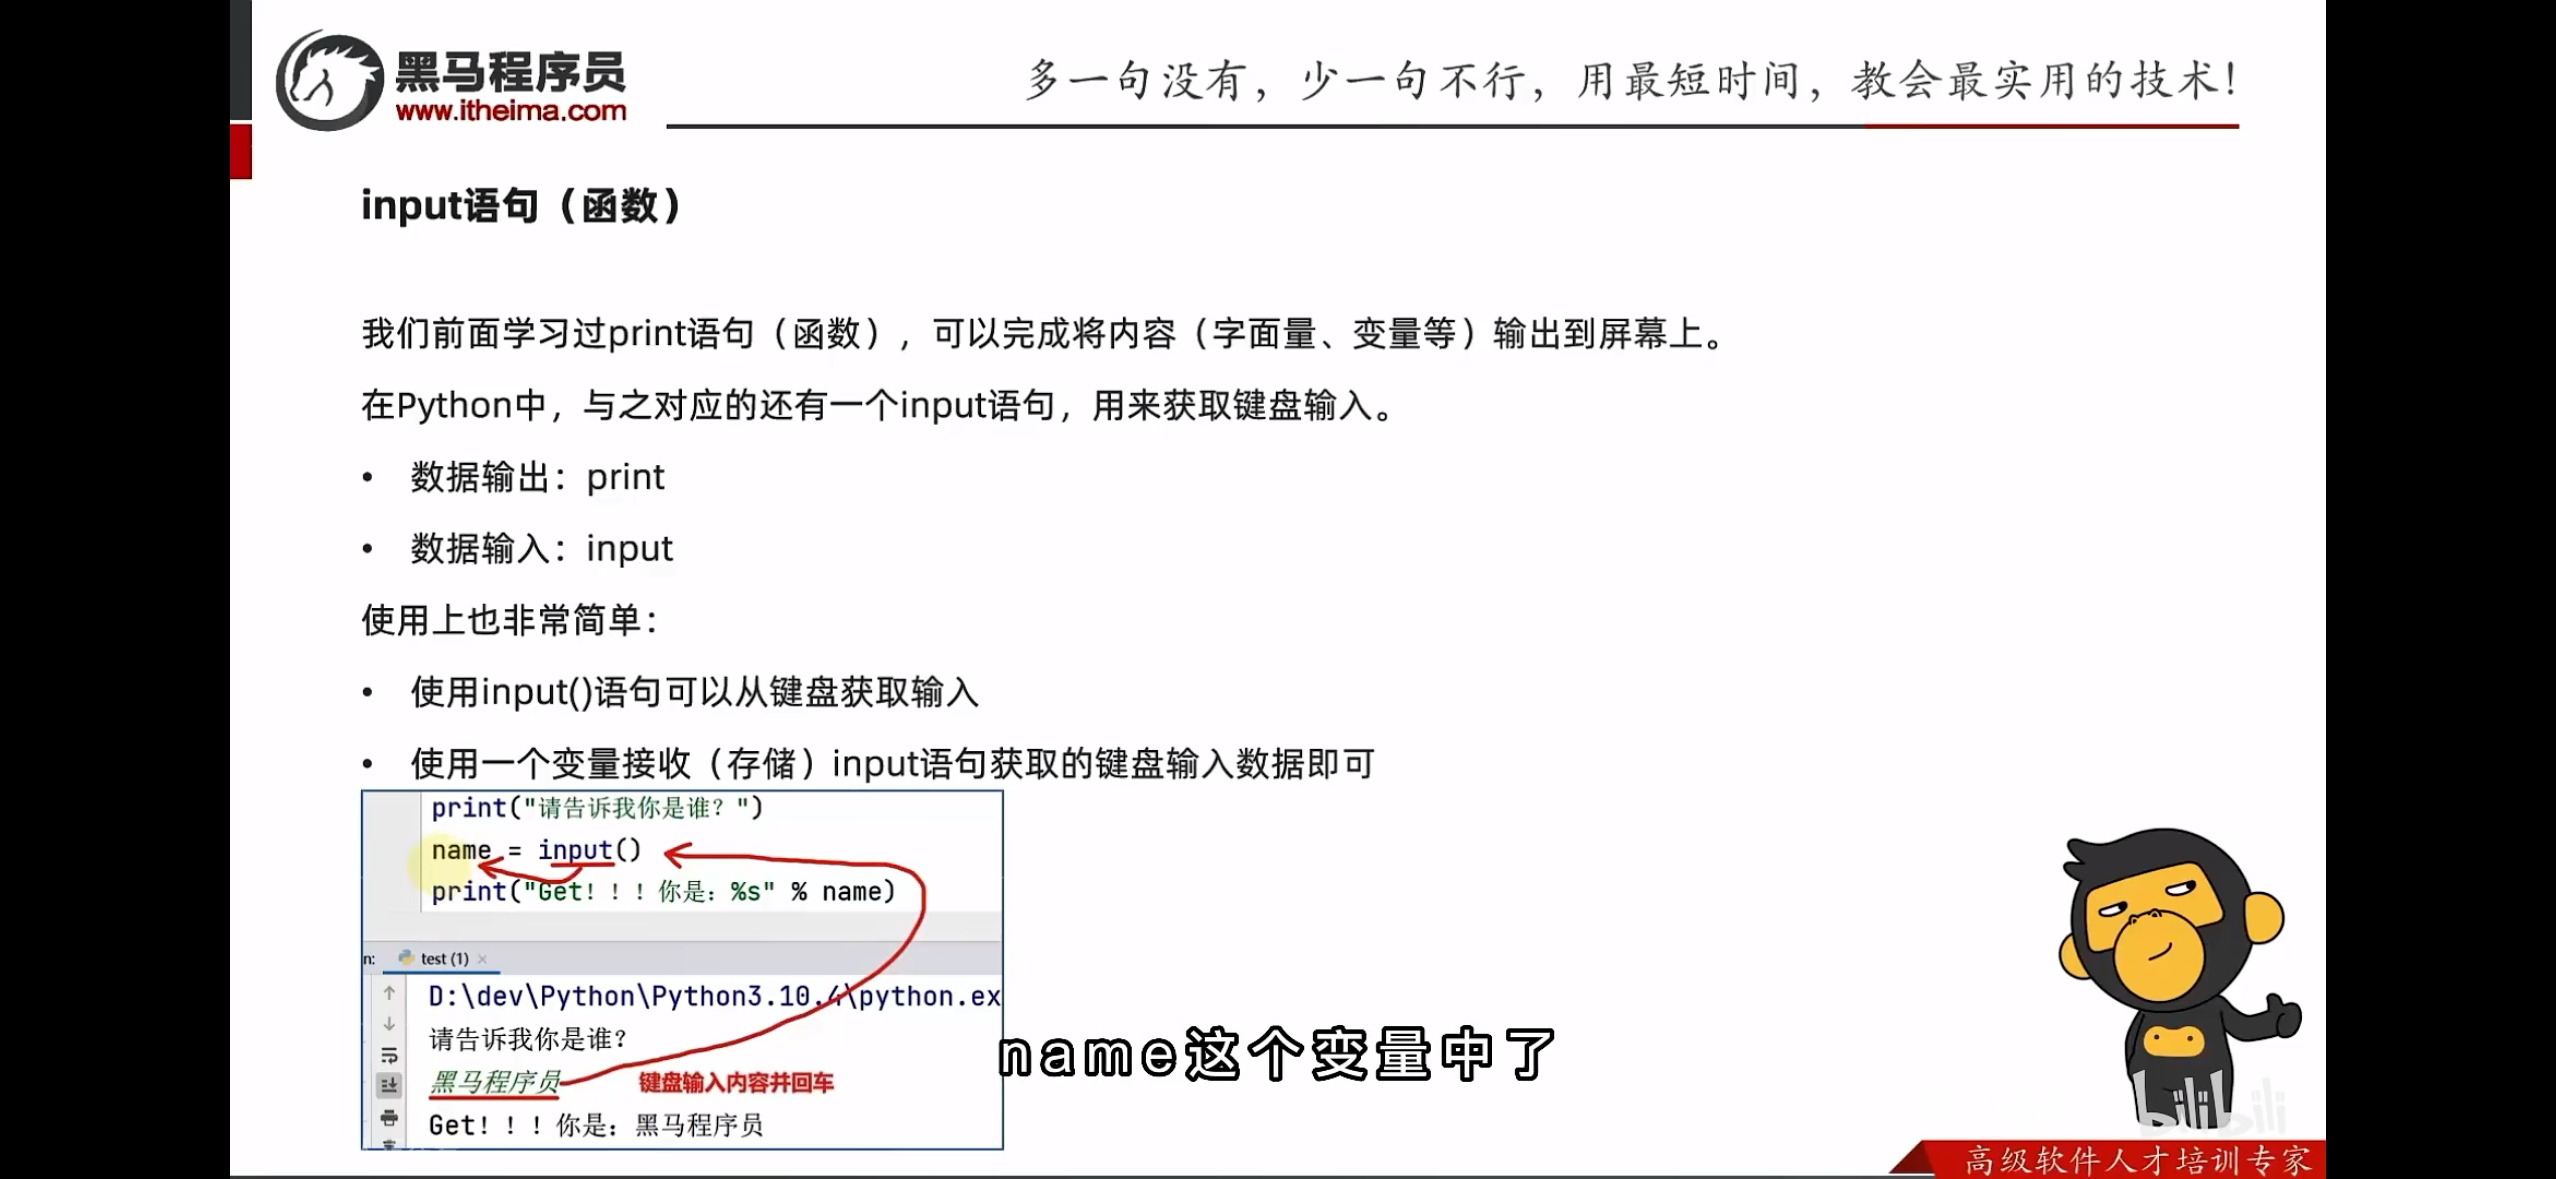 黑马程序员
www.itheima.com
多一句没有，少一句不行，用最短时间，教会最实用的技术！
input语句（函数）
我们前面学习过print语句（函数），可以完成将内容（字面量、变量等）输出到屏幕上。
在Python中，与之对应的还有一个input语句，用来获取键盘输入。
• 数据输出：print
• 数据输入：input
使用上也非常简单：
• 使用input()语句可以从键盘获取输入
• 使用一个变量接收（存储）input语句获取的键盘输入数据即可
print("请告诉我你是谁？")
name = input()
print("Get！！！你是：%s" % name)
n:
test (1)
D:\dev\Python\Python3.10.4\python.ex
请告诉我你是谁？
黑马程序员
键盘输入内容并回车
Get！！！你是：黑马程序员
name这个变量中了
bilibili
高级软件人才培训专家